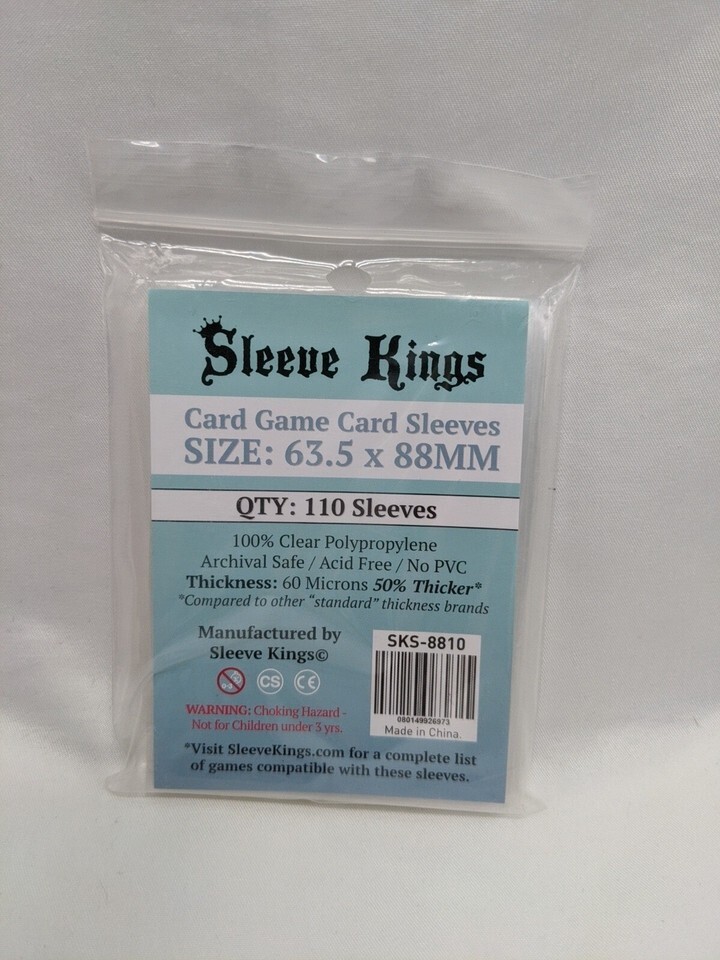 Sleeve Kings
Card Game Card Sleeves
SIZE: 63.5 x 88MM
QTY: 110 Sleeves
100% Clear Polypropylene
Archival Safe / Acid Free / No PVC
Thickness: 60 Microns 50% Thicker*
*Compared to other "standard" thickness brands
Manufactured by
Sleeve Kings©
CS CE
WARNING: Choking Hazard -
Not for Children under 3 yrs.
SKS-8810
080149926973
Made in China.
*Visit SleeveKings.com for a complete list
of games compatible with these sleeves.